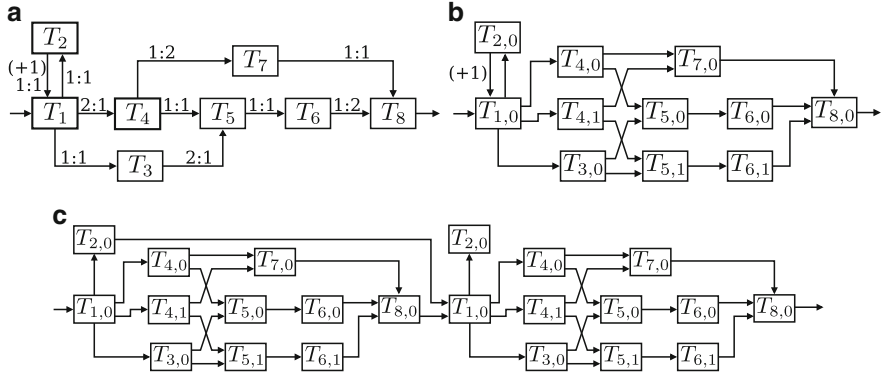 a
T₂
(+1)
1:1
1:1
T₁
2:1
T₄
1:2
T₇
1:1
1:1
T₅
1:1
T₆
1:2
T₈
1:1
T₃
2:1
b
T₂,₀
(+1)
T₁,₀
T₄,₀
T₇,₀
T₄,₁
T₅,₀
T₆,₀
T₈,₀
T₃,₀
T₅,₁
T₆,₁
c
T₂,₀
T₄,₀
T₇,₀
T₁,₀
T₄,₁
T₅,₀
T₆,₀
T₈,₀
T₃,₀
T₅,₁
T₆,₁
T₂,₀
T₄,₀
T₇,₀
T₁,₀
T₄,₁
T₅,₀
T₆,₀
T₈,₀
T₃,₀
T₅,₁
T₆,₁